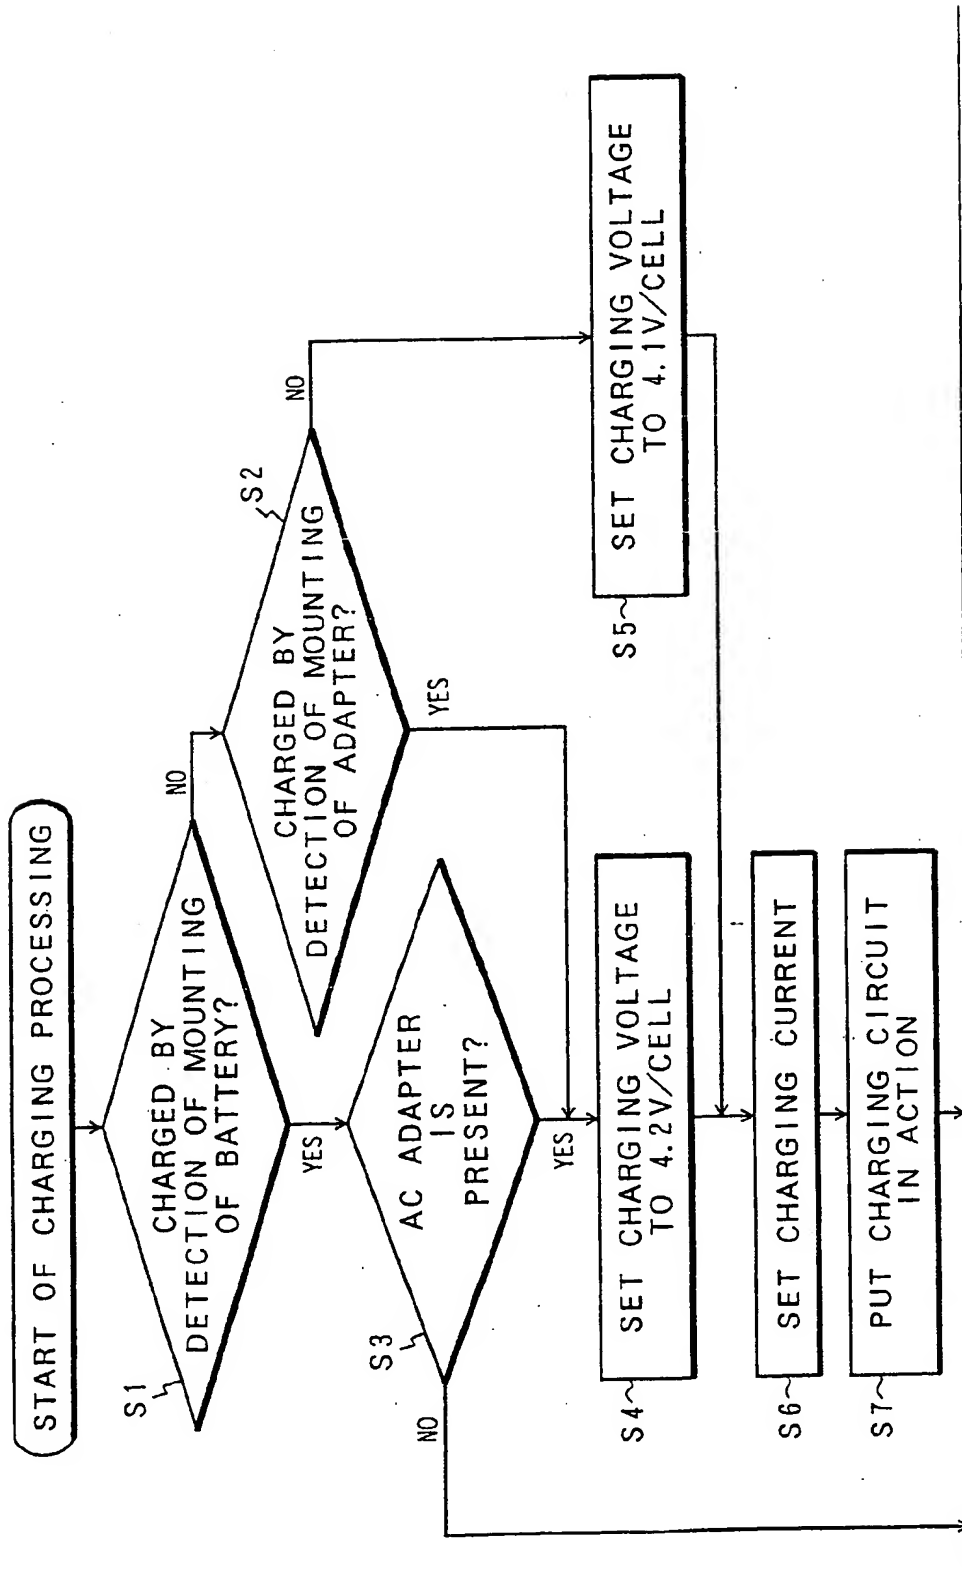 START OF CHARGING PROCESSING
S1
CHARGED BY
DETECTION OF MOUNTING
OF BATTERY?
NO
YES
S2
CHARGED BY
DETECTION OF MOUNTING
OF ADAPTER?
NO
YES
S3
AC ADAPTER
IS
PRESENT?
NO
YES
S4
SET CHARGING VOLTAGE
TO 4.2V/CELL
S5
SET CHARGING VOLTAGE
TO 4.1V/CELL
S6
SET CHARGING CURRENT
S7
PUT CHARGING CIRCUIT
IN ACTION